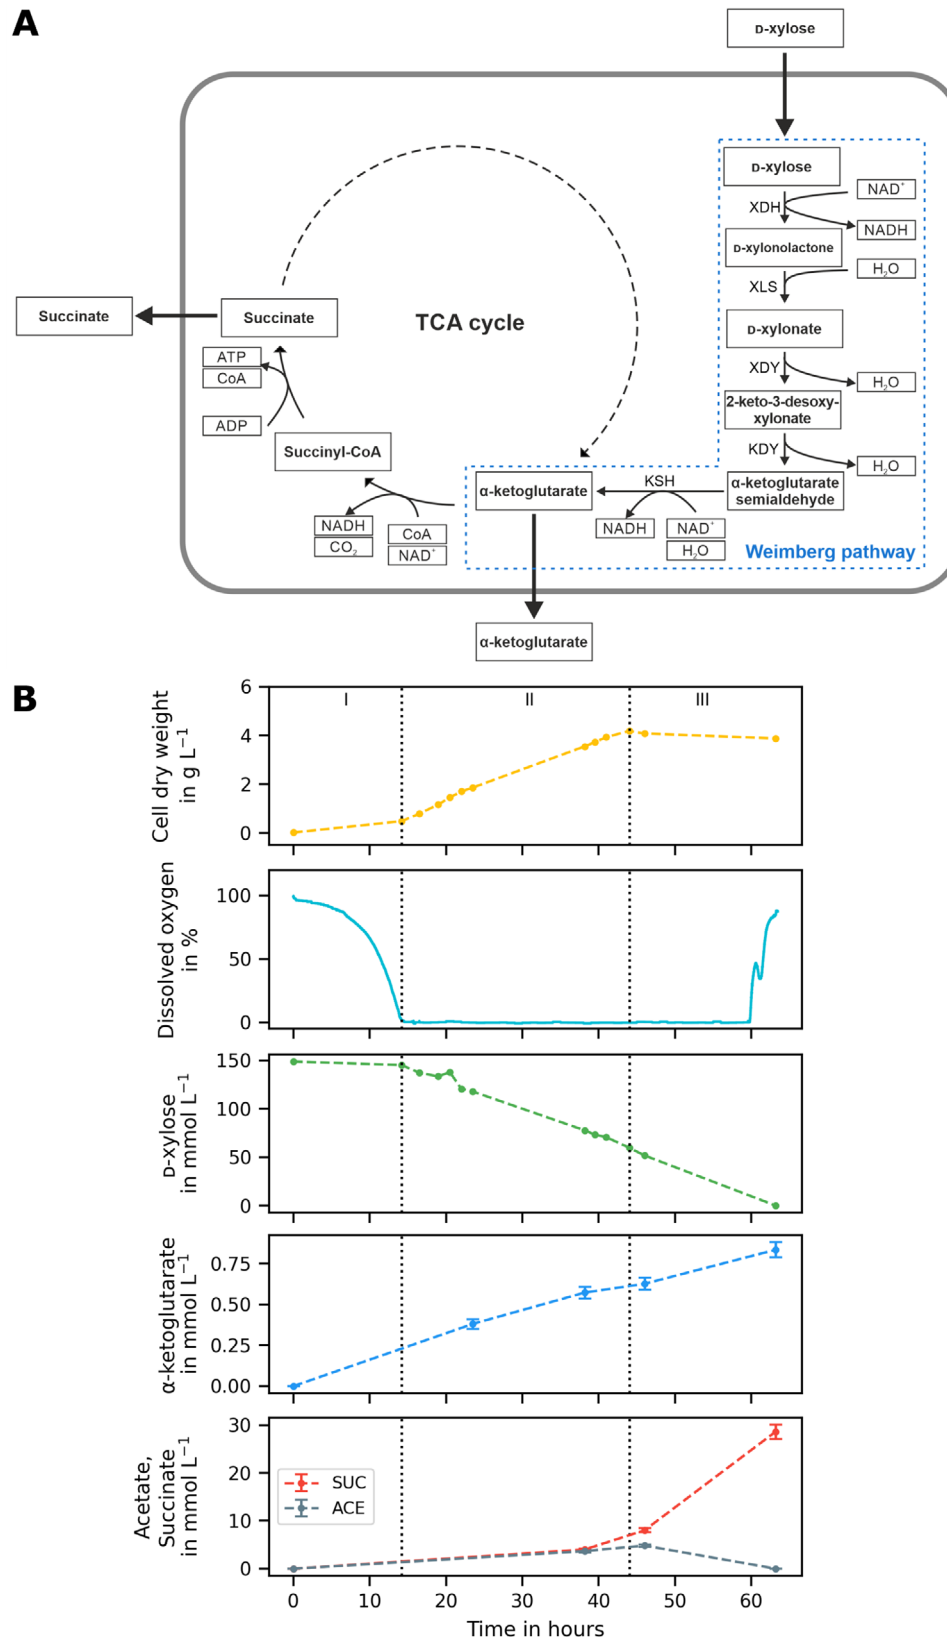 A
D-xylose
D-xylose
NAD⁺
XDH
NADH
D-xylonolactone
H₂O
XLS
D-xylonate
XDY
H₂O
2-keto-3-desoxy-
xylonate
KDY
H₂O
α-ketoglutarate
semialdehyde
KSH
NADH
NAD⁺
H₂O
Weimberg pathway
TCA cycle
Succinate
Succinate
ATP
CoA
ADP
Succinyl-CoA
NADH
CO₂
CoA
NAD⁺
α-ketoglutarate
α-ketoglutarate
B
I
II
III
Cell dry weight
in g L⁻¹
6
4
2
0
Dissolved oxygen
in %
100
50
0
D-xylose
in mmol L⁻¹
150
100
50
0
α-ketoglutarate
in mmol L⁻¹
0.75
0.50
0.25
0.00
Acetate,
Succinate
in mmol L⁻¹
30
20
10
0
SUC
ACE
0 10 20 30 40 50 60
Time in hours